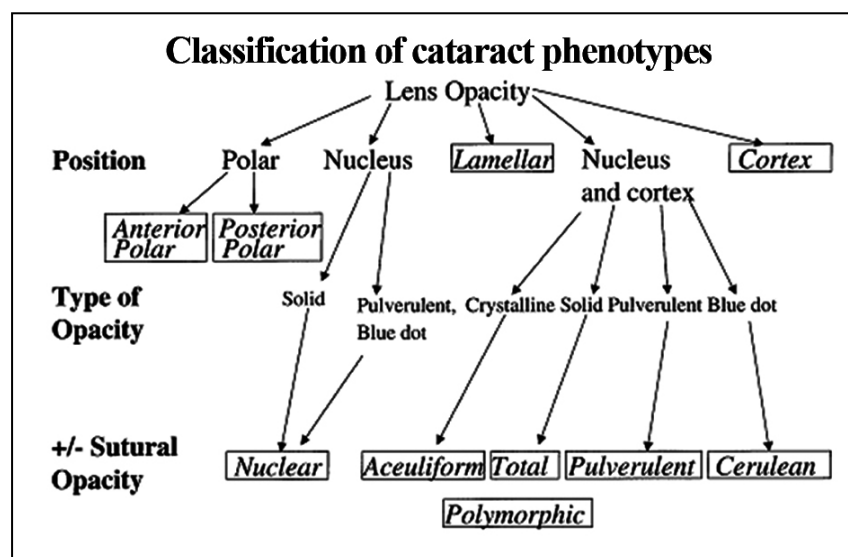 Classification of cataract phenotypes
Lens Opacity
Position
Polar
Nucleus
Lamellar
Nucleus
and cortex
Cortex
Anterior
Polar
Posterior
Polar
Type of
Opacity
Solid
Pulverulent,
Blue dot
Crystalline Solid Pulverulent Blue dot
+/- Sutural
Opacity
Nuclear
Aceuliform
Total
Pulverulent
Cerulean
Polymorphic